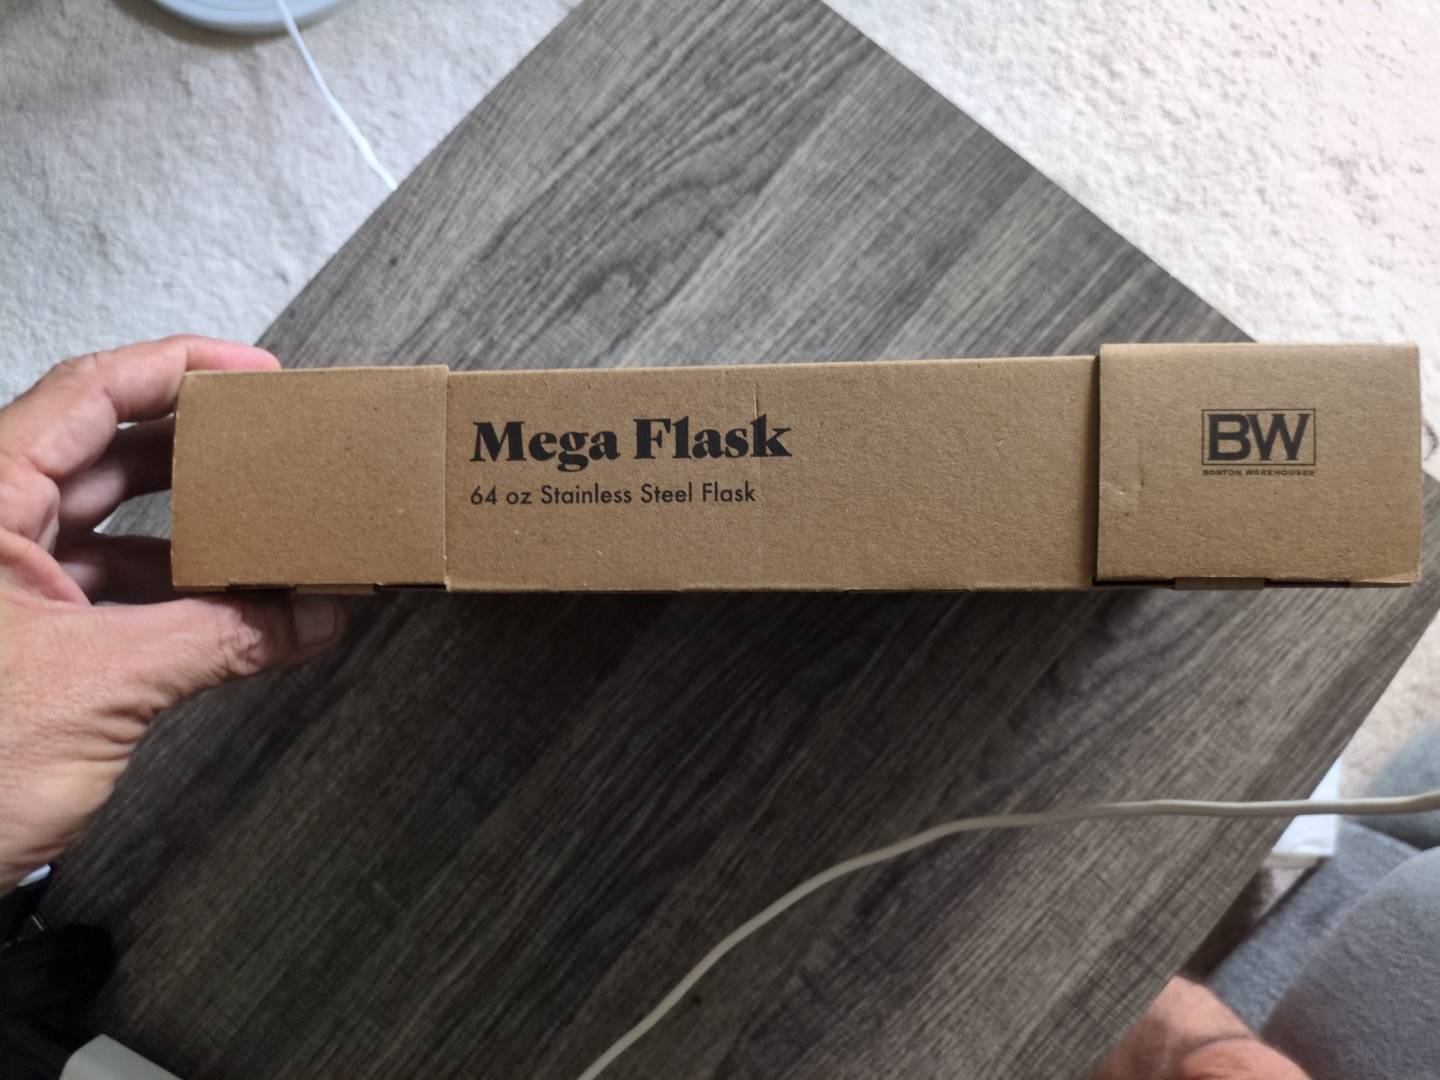 Mega Flask
64 oz Stainless Steel Flask
BW
BOSTON WAREHOUSE®